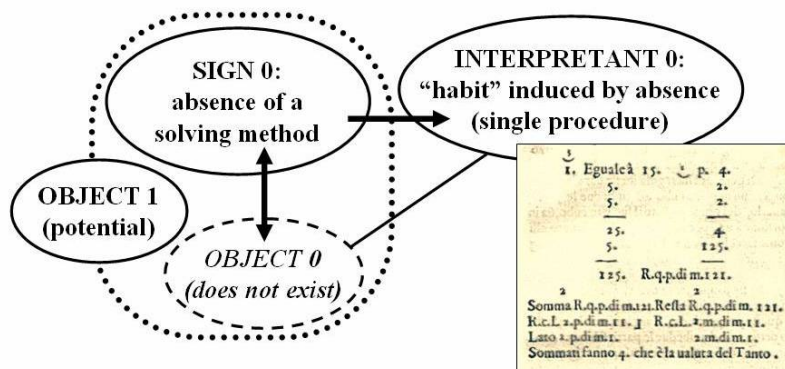 SIGN 0:
absence of a
solving method
INTERPRETANT 0:
“habit” induced by absence
(single procedure)
OBJECT 1
(potential)
OBJECT 0
(does not exist)
1. Egualeà 15. p. 4.
5. 2.
5. 2.
25. 4
5. 125.
125. R.q.p.di m.121.
2 2
Somma R.q.p.di m.121. Resta R.q.p.di m. 121.
R.c.L 2.p.di m.11. R.c.L.2.m.di m.11.
Lato 2.p.di m.1. 2.m.di m.1.
Sommati fanno 4. che è la ualuta del Tanto.